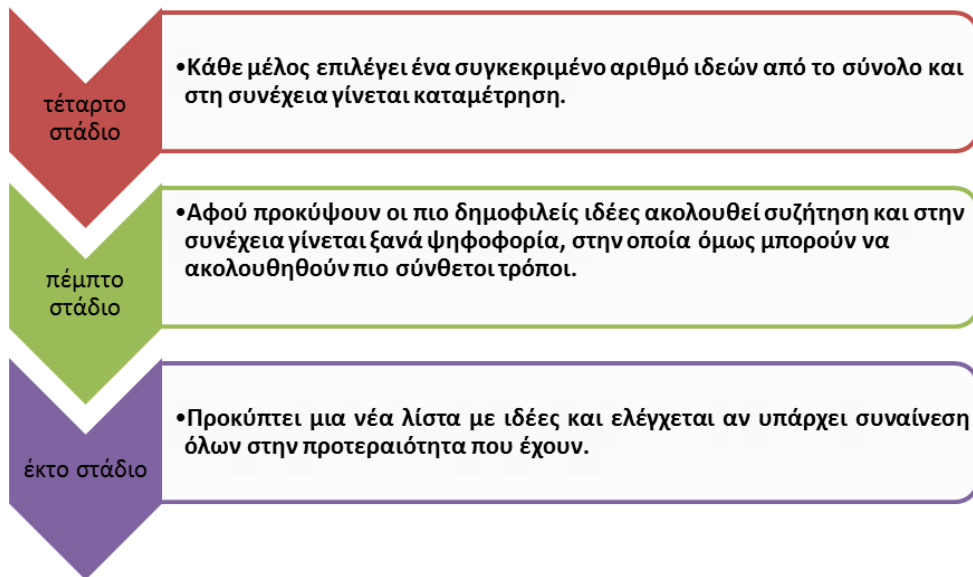 τέταρτο
στάδιο
•Κάθε μέλος επιλέγει ένα συγκεκριμένο αριθμό ιδεών από το σύνολο και
στη συνέχεια γίνεται καταμέτρηση.
πέμπτο
στάδιο
•Αφού προκύψουν οι πιο δημοφιλείς ιδέες ακολουθεί συζήτηση και στην
συνέχεια γίνεται ξανά ψηφοφορία, στην οποία όμως μπορούν να
ακολουθηθούν πιο σύνθετοι τρόποι.
έκτο στάδιο
•Προκύπτει μια νέα λίστα με ιδέες και ελέγχεται αν υπάρχει συναίνεση
όλων στην προτεραιότητα που έχουν.